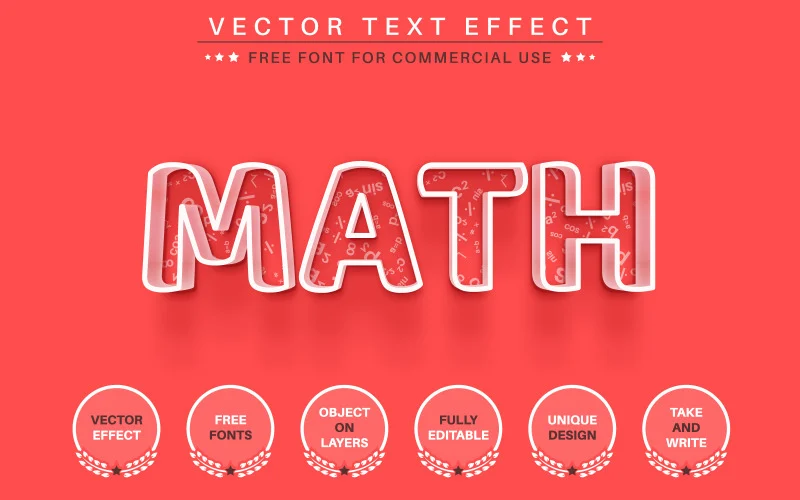 VECTOR TEXT EFFECT
FREE FONT FOR COMMERCIAL USE
MATH
VECTOR
EFFECT
FREE
FONTS
OBJECT
ON
LAYERS
FULLY
EDITABLE
UNIQUE
DESIGN
TAKE
AND
WRITE